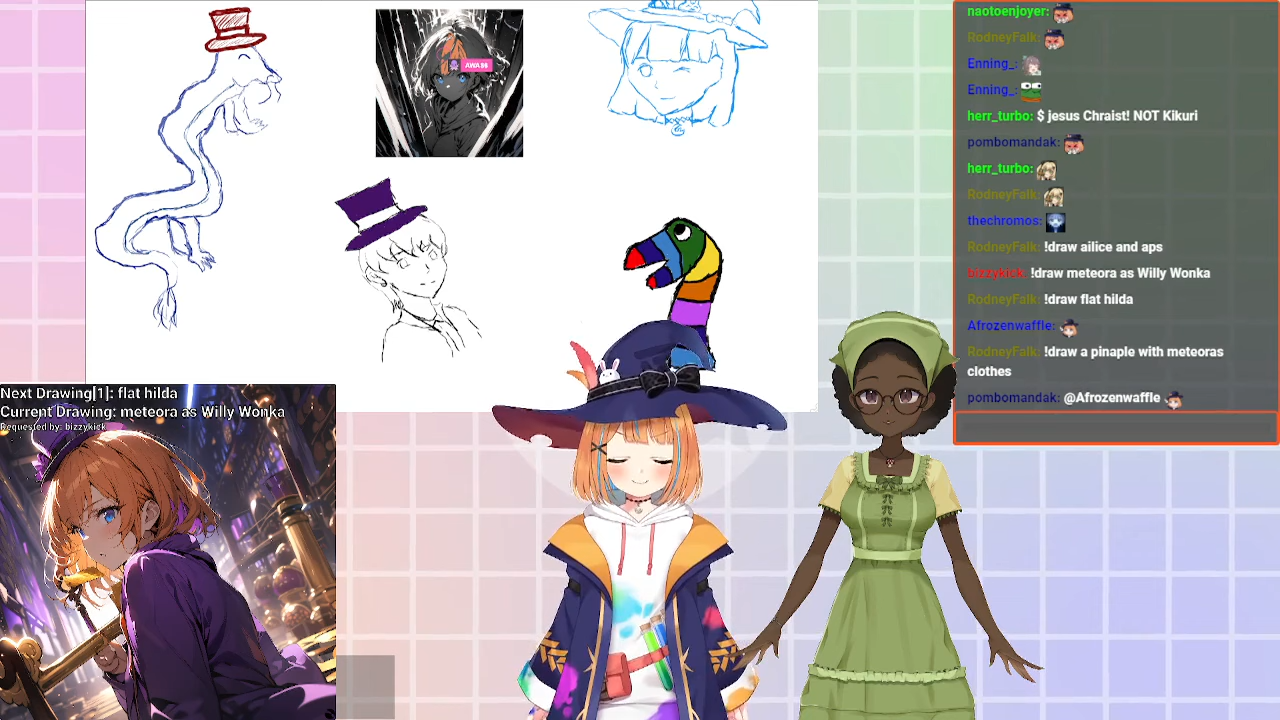 AWASS
naotoenjoyer:
RodneyFalk:
Enning_:
Enning_:
herr_turbo: $ jesus Chraist! NOT Kikuri
pombomandak:
herr_turbo:
RodneyFalk:
thechromos:
RodneyFalk: !draw ailice and aps
bizzykick: !draw meteora as Willy Wonka
RodneyFalk: !draw flat hilda
Afrozenwaffle:
RodneyFalk: !draw a pinaple with meteoras
clothes
pombomandak: @Afrozenwaffle
Next Drawing[1]: flat hilda
Current Drawing: meteora as Willy Wonka
Requested by: bizzykick